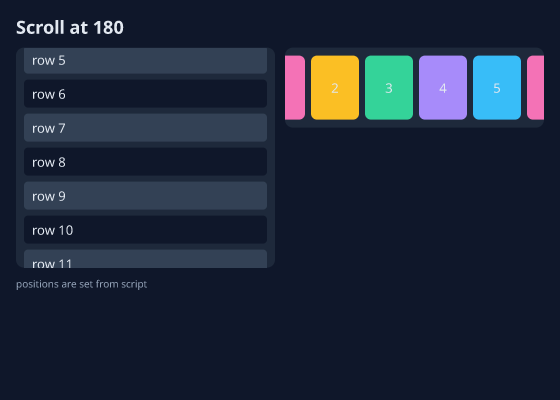 Scroll at 180
row 5
row 6
row 7
row 8
row 9
row 10
row 11
2 3 4 5
positions are set from script